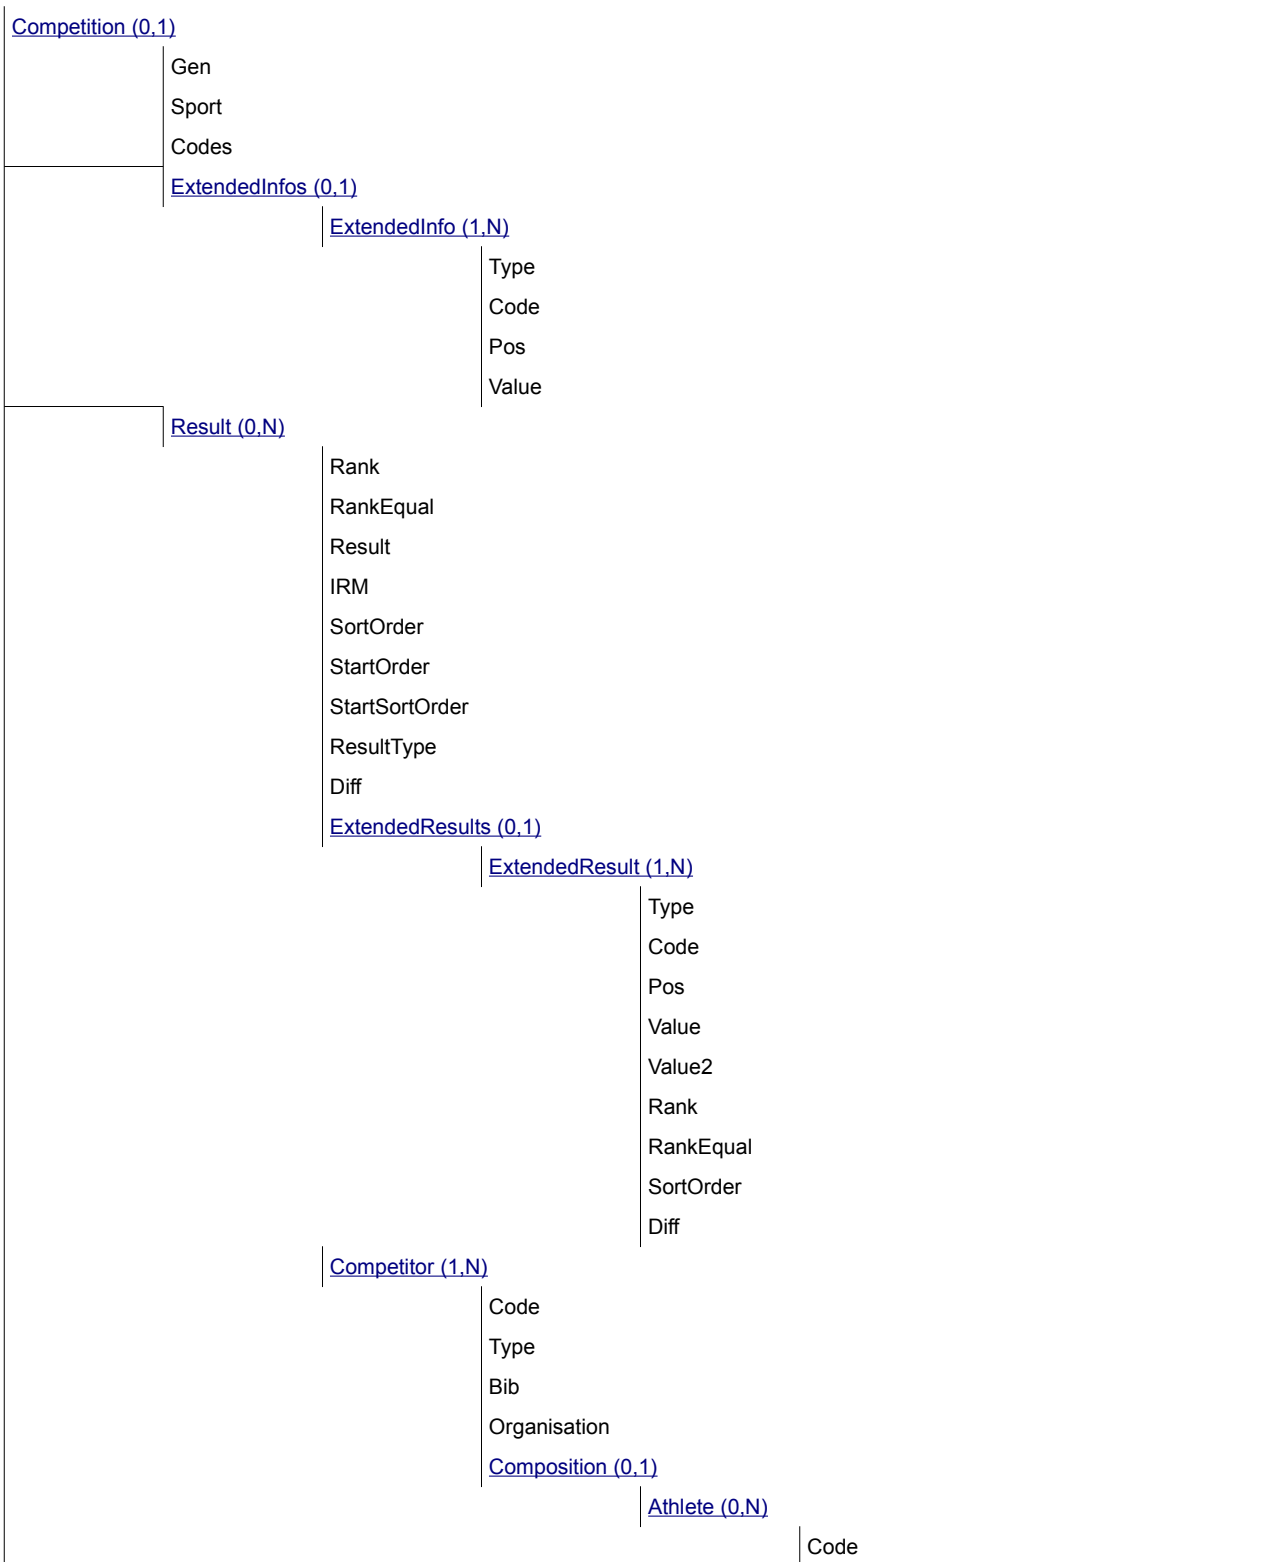 Competition (0,1)
Gen
Sport
Codes
ExtendedInfos (0,1)
ExtendedInfo (1,N)
Type
Code
Pos
Value
Result (0,N)
Rank
RankEqual
Result
IRM
SortOrder
StartOrder
StartSortOrder
ResultType
Diff
ExtendedResults (0,1)
ExtendedResult (1,N)
Type
Code
Pos
Value
Value2
Rank
RankEqual
SortOrder
Diff
Competitor (1,N)
Code
Type
Bib
Organisation
Composition (0,1)
Athlete (0,N)
Code